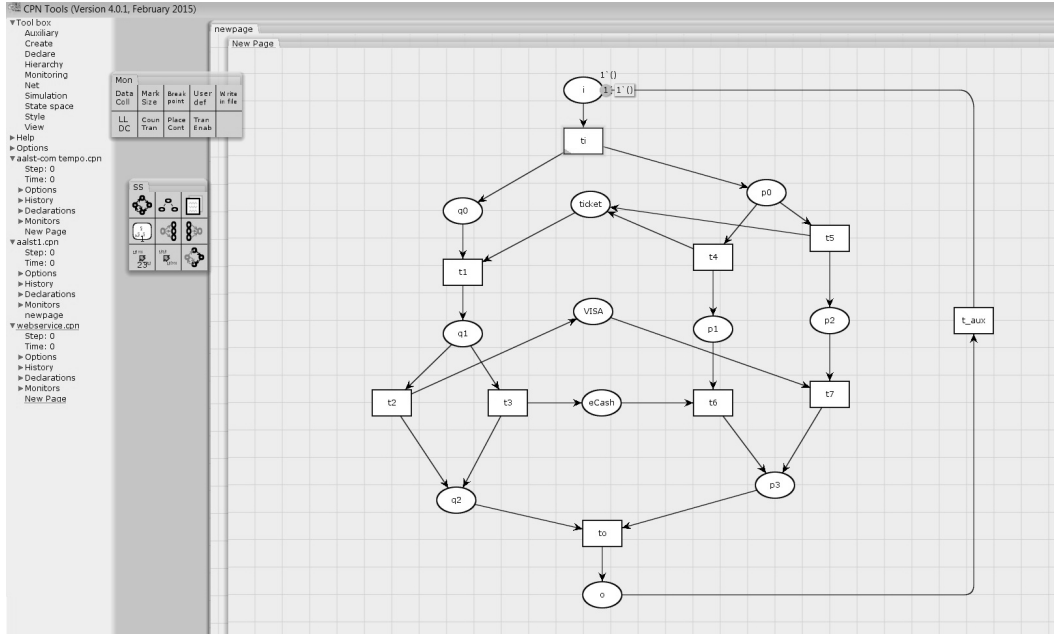 CPN Tools (Version 4.0.1, February 2015)
Tool box
Auxiliary
Create
Declare
Hierarchy
Monitoring
Net
Simulation
State space
Style
View
Help
Options
aalst-com tempo.cpn
Step: 0
Time: 0
Options
History
Declarations
Monitors
New Page
aalst1.cpn
Step: 0
Time: 0
Options
History
Declarations
Monitors
newpage
webservice.cpn
Step: 0
Time: 0
Options
History
Declarations
Monitors
New Page
Mon
Data Coll
Mark Size
Break point
User def
Write in file
LL DC
Coun Tran
Place Cont
Tran Enab
SS
23
newpage
New Page
1`()
i
1
1`()
ti
q0
ticket
p0
t5
t4
t1
VISA
q1
p1
p2
t_aux
t2
t3
eCash
t6
t7
q2
p3
to
o